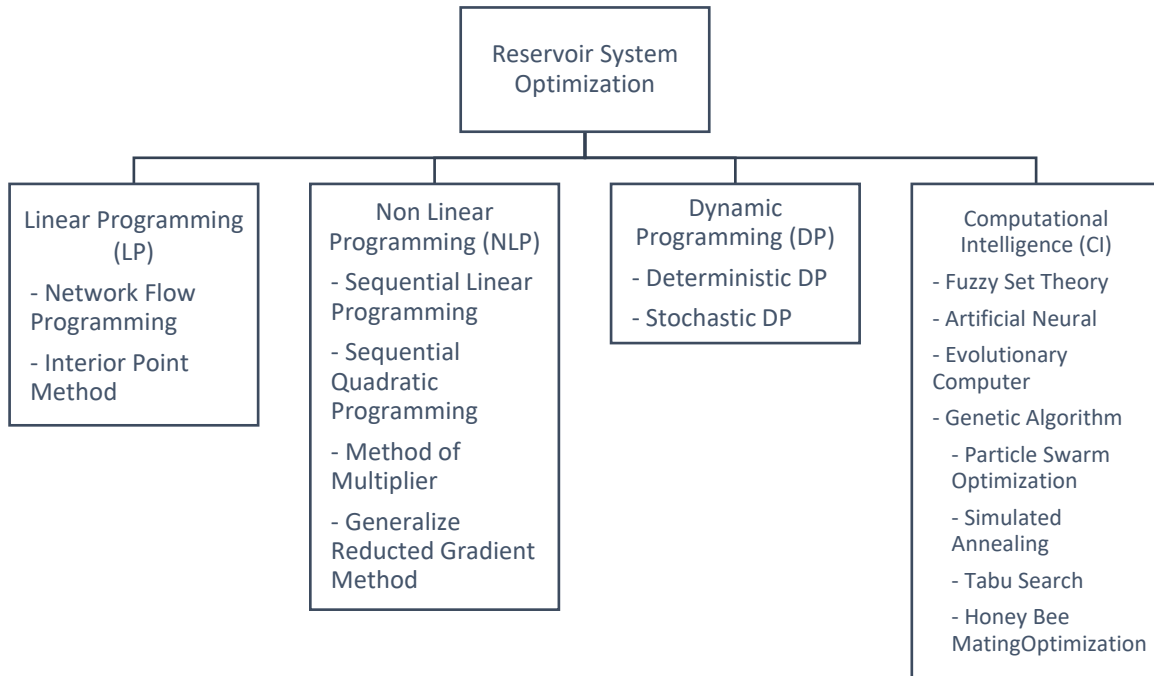 Reservoir System
Optimization
Linear Programming
(LP)
- Network Flow
Programming
- Interior Point
Method
Non Linear
Programming (NLP)
- Sequential Linear
Programming
- Sequential
Quadratic
Programming
- Method of
Multiplier
- Generalize
Reducted Gradient
Method
Dynamic
Programming (DP)
- Deterministic DP
- Stochastic DP
Computational
Intelligence (CI)
- Fuzzy Set Theory
- Artificial Neural
- Evolutionary
Computer
- Genetic Algorithm
- Particle Swarm
Optimization
- Simulated
Annealing
- Tabu Search
- Honey Bee
MatingOptimization